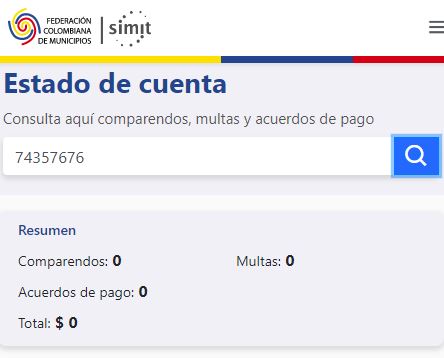 FEDERACIÓN
COLOMBIANA
DE MUNICIPIOS
simit
Estado de cuenta
Consulta aquí comparendos, multas y acuerdos de pago
74357676
Resumen
Comparendos: 0 Multas: 0
Acuerdos de pago: 0
Total: $ 0